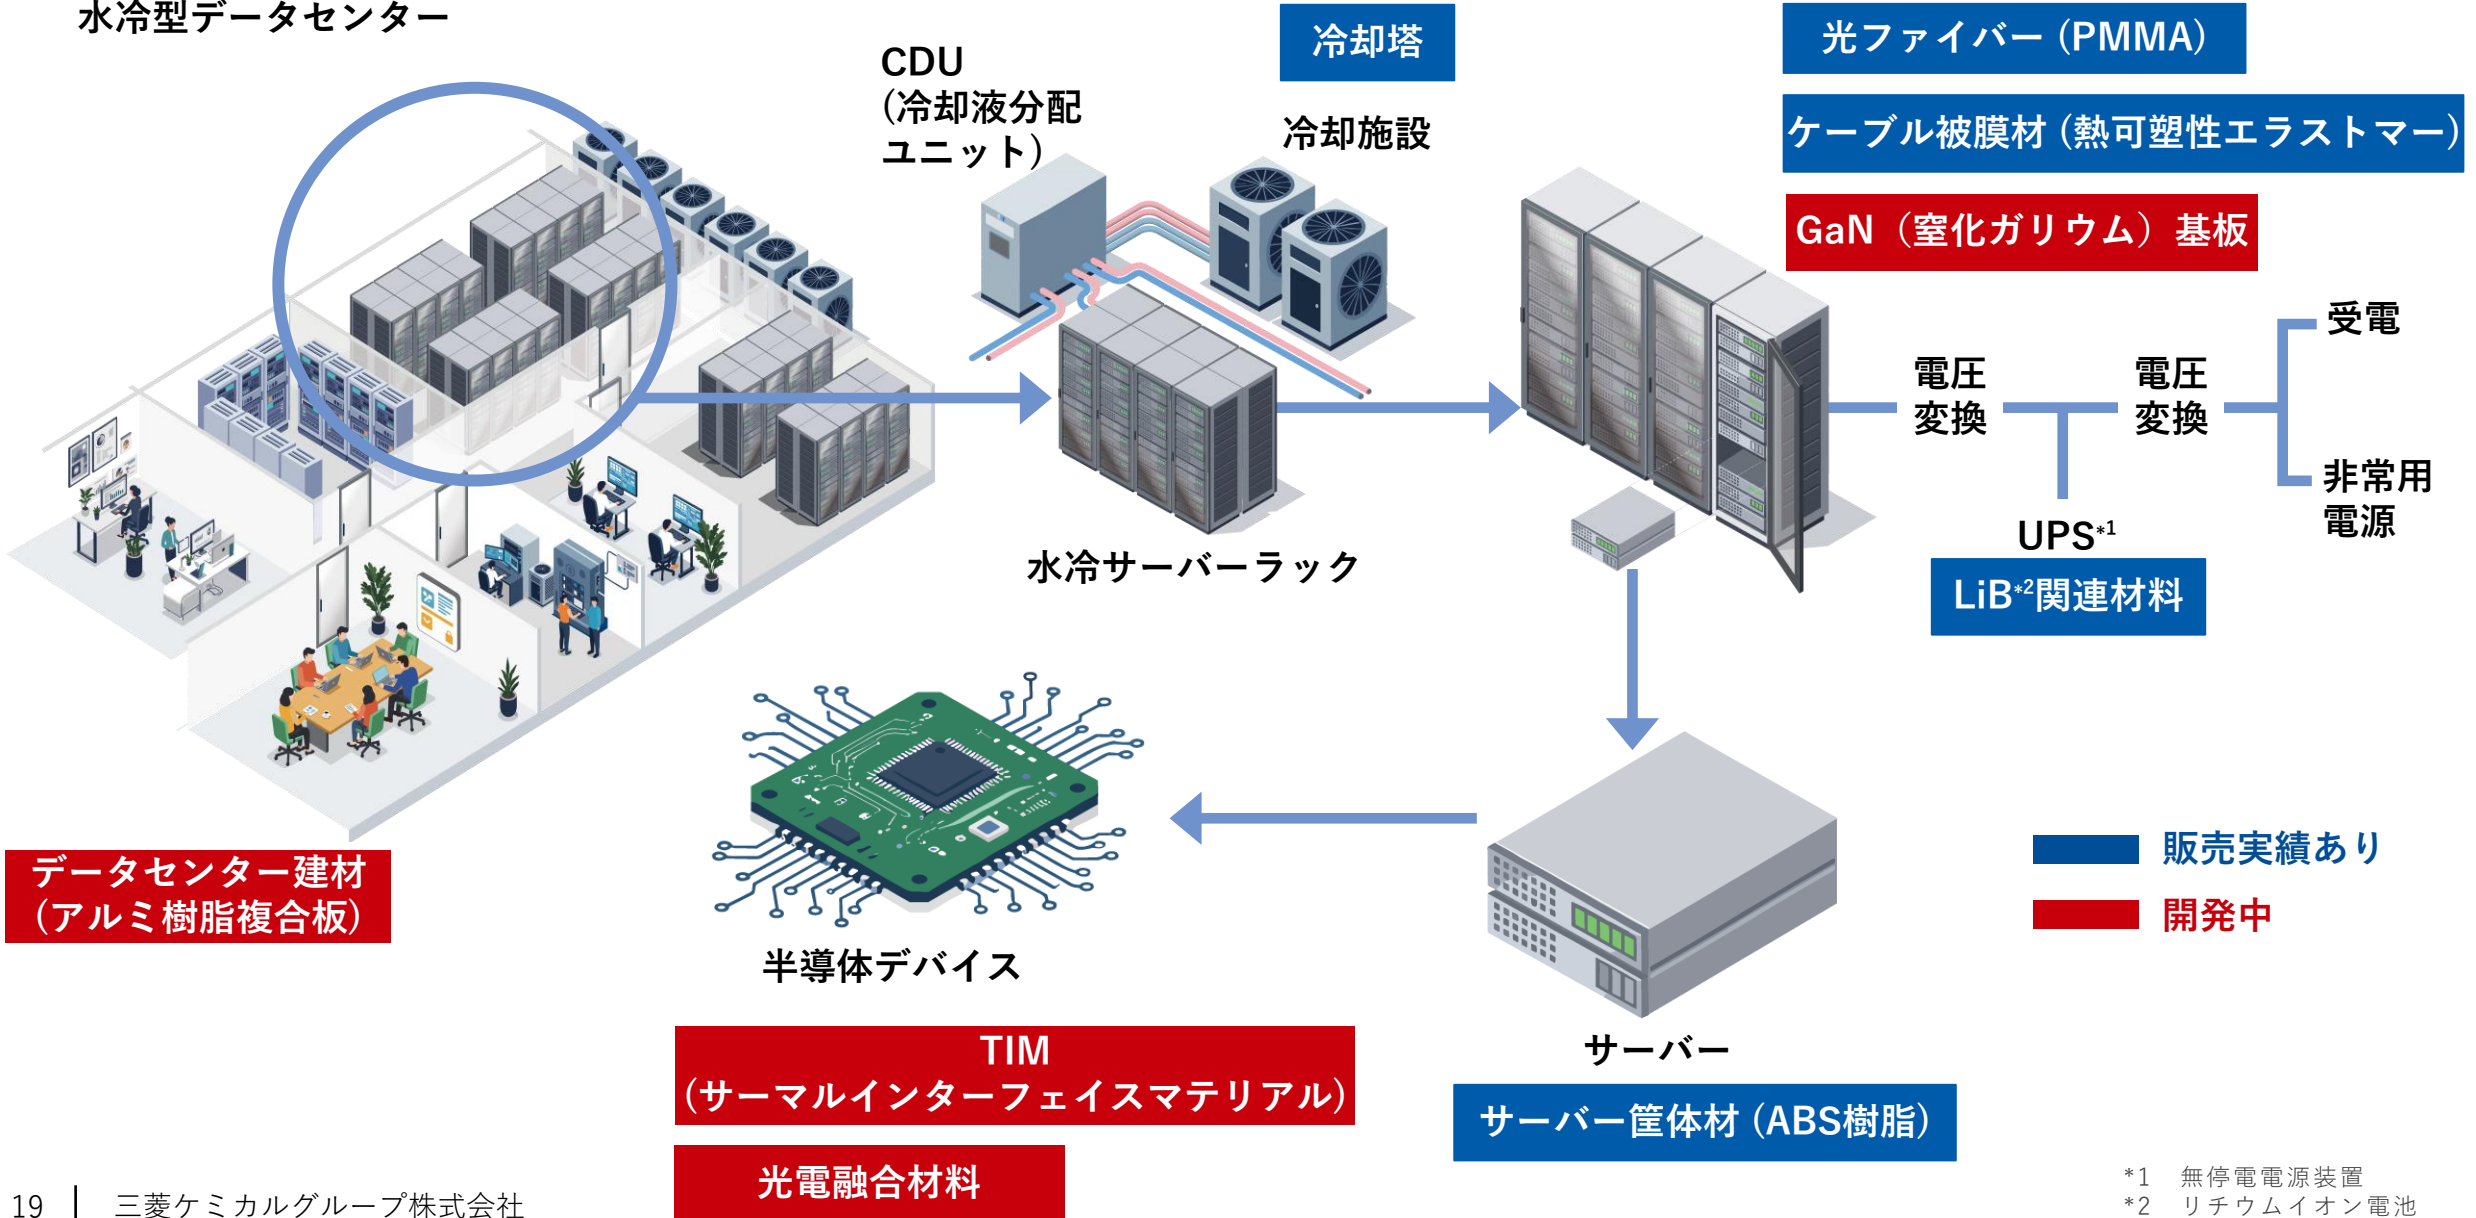 水冷型データセンター
CDU
(冷却液分配
ユニット)
冷却塔
冷却施設
光ファイバー (PMMA)
ケーブル被膜材 (熱可塑性エラストマー)
GaN（窒化ガリウム）基板
電圧
変換
電圧
変換
受電
非常用
電源
UPS*1
LiB*2関連材料
水冷サーバーラック
データセンター建材
(アルミ樹脂複合板)
半導体デバイス
TIM
(サーマルインターフェイスマテリアル)
光電融合材料
サーバー
サーバー筐体材 (ABS樹脂)
販売実績あり
開発中
*1 無停電電源装置
*2 リチウムイオン電池
19 | 三菱ケミカルグループ株式会社